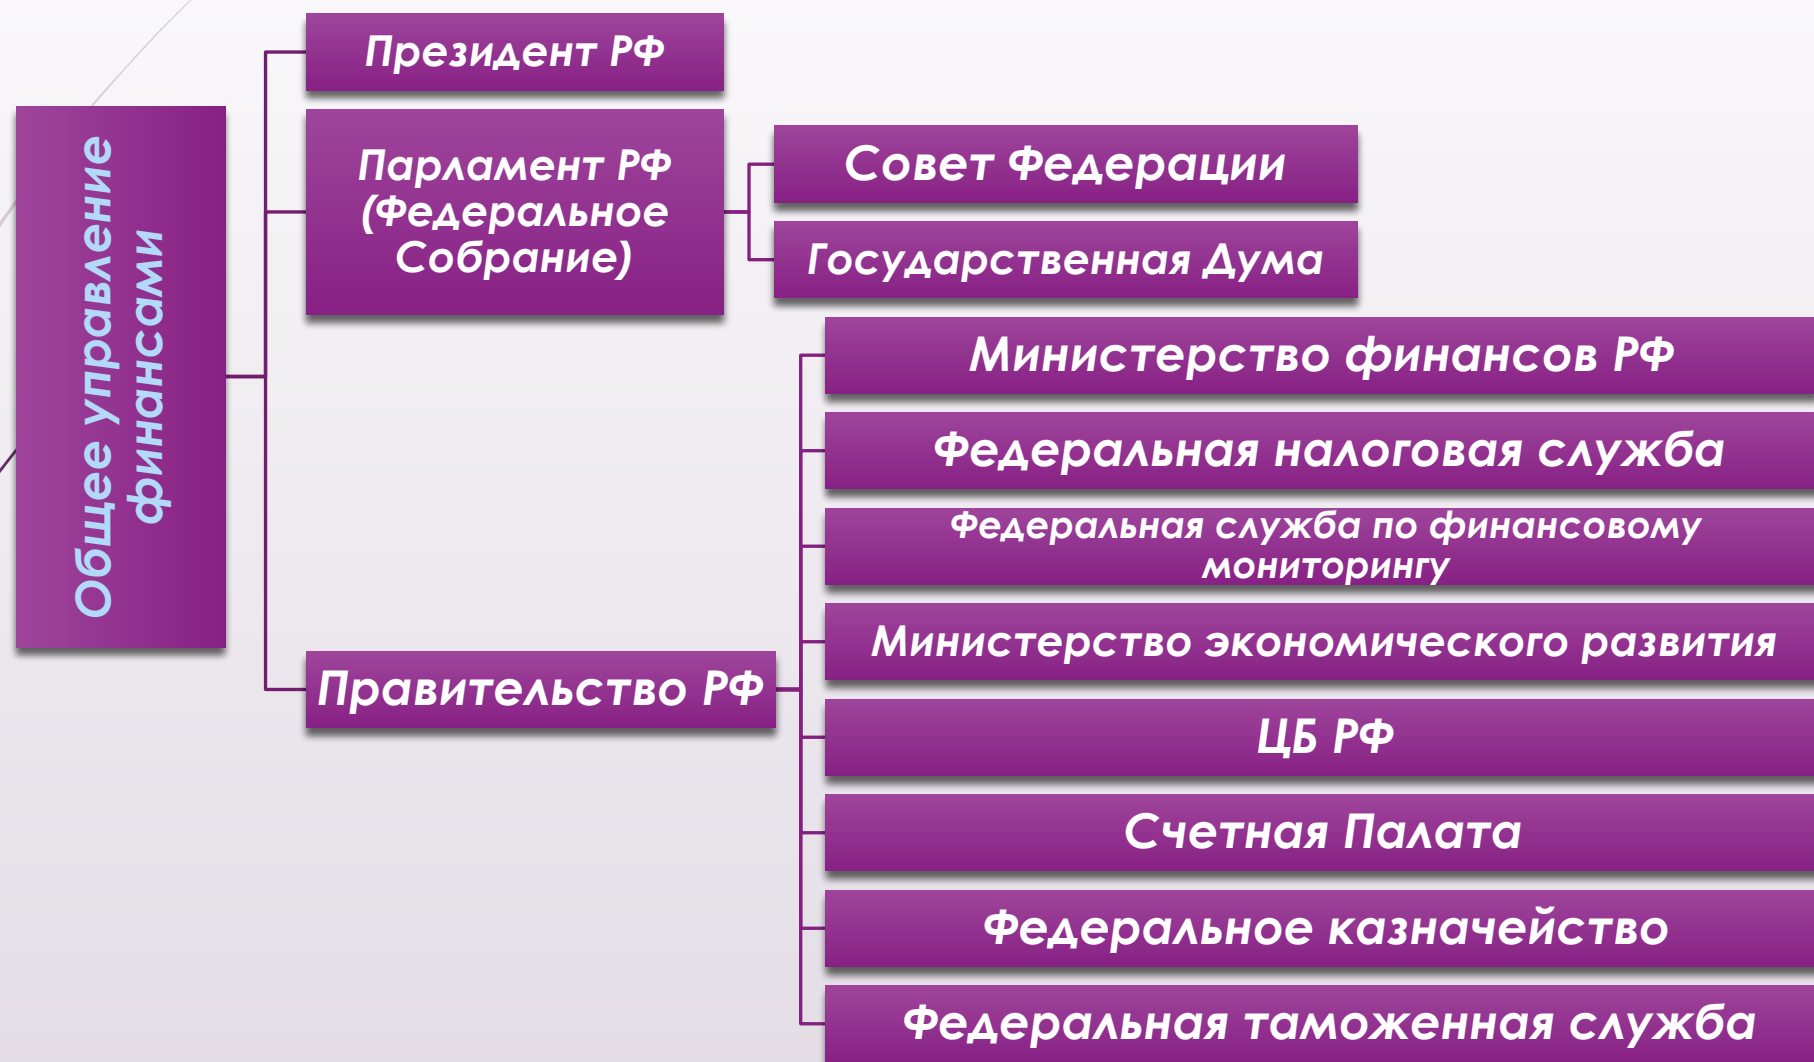 Общее управление
финансами
Президент РФ
Парламент РФ
(Федеральное
Собрание)
Совет Федерации
Государственная Дума
Правительство РФ
Министерство финансов РФ
Федеральная налоговая служба
Федеральная служба по финансовому
мониторингу
Министерство экономического развития
ЦБ РФ
Счетная Палата
Федеральное казначейство
Федеральная таможенная служба